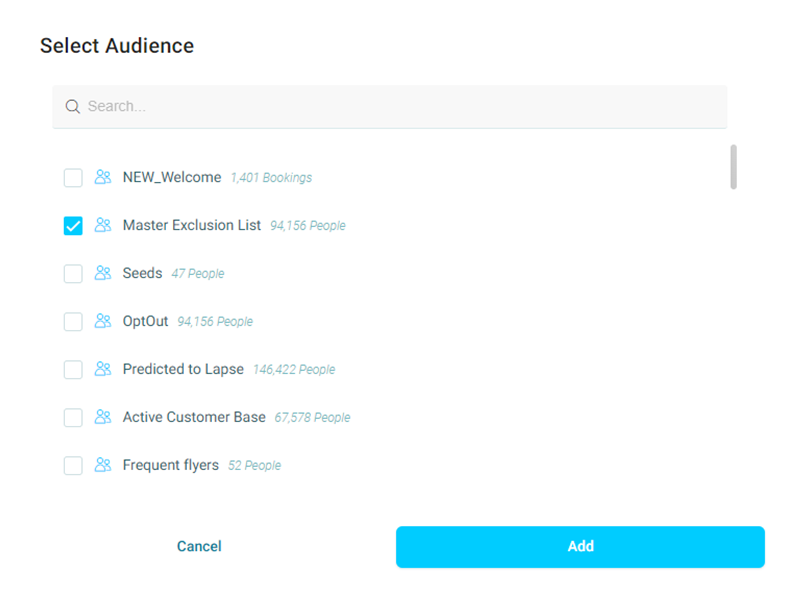 Select Audience
Search...
NEW_Welcome 1,401 Bookings
Master Exclusion List 94,156 People
Seeds 47 People
OptOut 94,156 People
Predicted to Lapse 146,422 People
Active Customer Base 67,578 People
Frequent flyers 52 People
Cancel Add